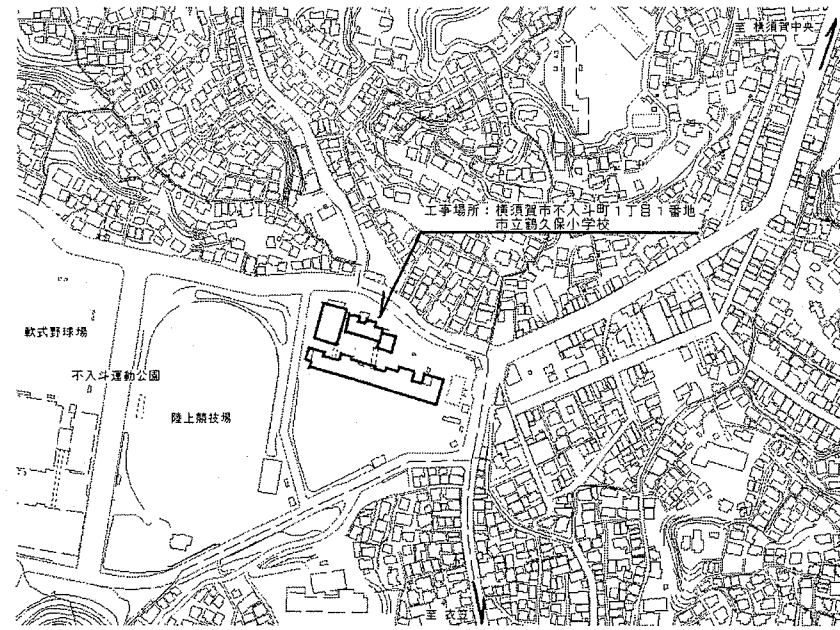 至 横須賀中央
工事場所：横須賀市不入斗町１丁目１番地
市立鶴久保小学校
軟式野球場
不入斗運動公園
陸上競技場
至 衣笠